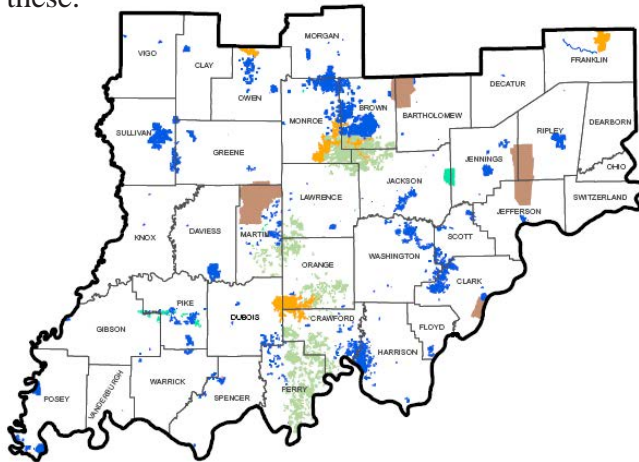 these.
MORGAN
VIGO
CLAY
OWEN
FRANKLIN
DECATUR
BROWN
BARTHOLOMEW
MONROE
DEARBORN
SULLIVAN
GREENE
RIPLEY
JENNINGS
OHIO
JACKSON
LAWRENCE
SWITZERLAND
JEFFERSON
KNOX
DAVIESS
MARTIN
SCOTT
WASHINGTON
ORANGE
CLARK
PIKE
DUBOIS
CRAWFORD
GIBSON
FLOYD
HARRISON
WARRICK
PERRY
POSEY
VANDERBURGH
SPENCER